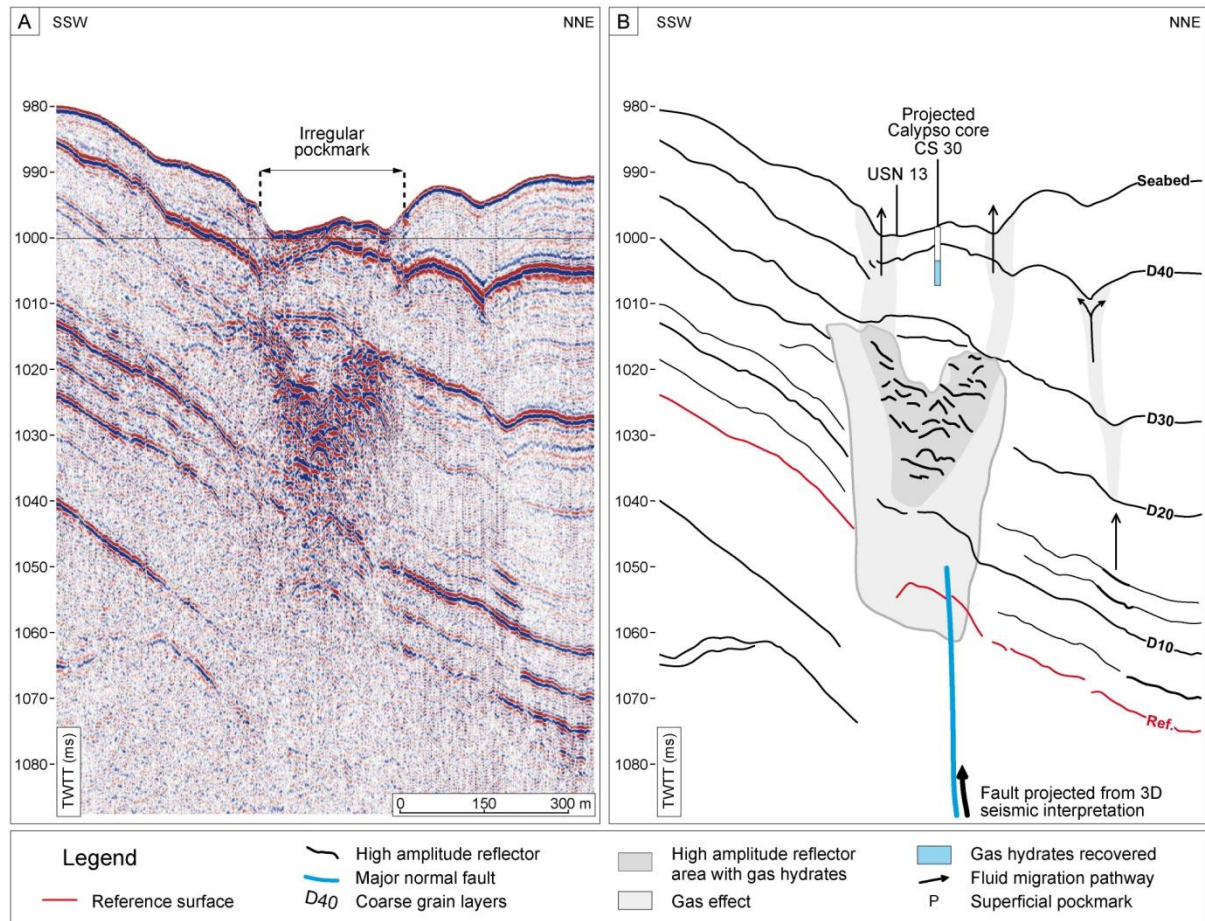 A
SSW
NNE
980
990
1000
1010
1020
1030
1040
1050
1060
1070
1080
TWTT (ms)
Irregular
pockmark
0
150
300 m
B
SSW
NNE
980
990
1000
1010
1020
1030
1040
1050
1060
1070
1080
TWTT (ms)
Projected
Calypso core
CS 30
USN 13
Seabed
D40
D30
D20
D10
Ref.
Fault projected from 3D
seismic interpretation
Legend
Reference surface
High amplitude reflector
Major normal fault
D40 Coarse grain layers
High amplitude reflector
area with gas hydrates
Gas effect
Gas hydrates recovered
Fluid migration pathway
P Superficial pockmark